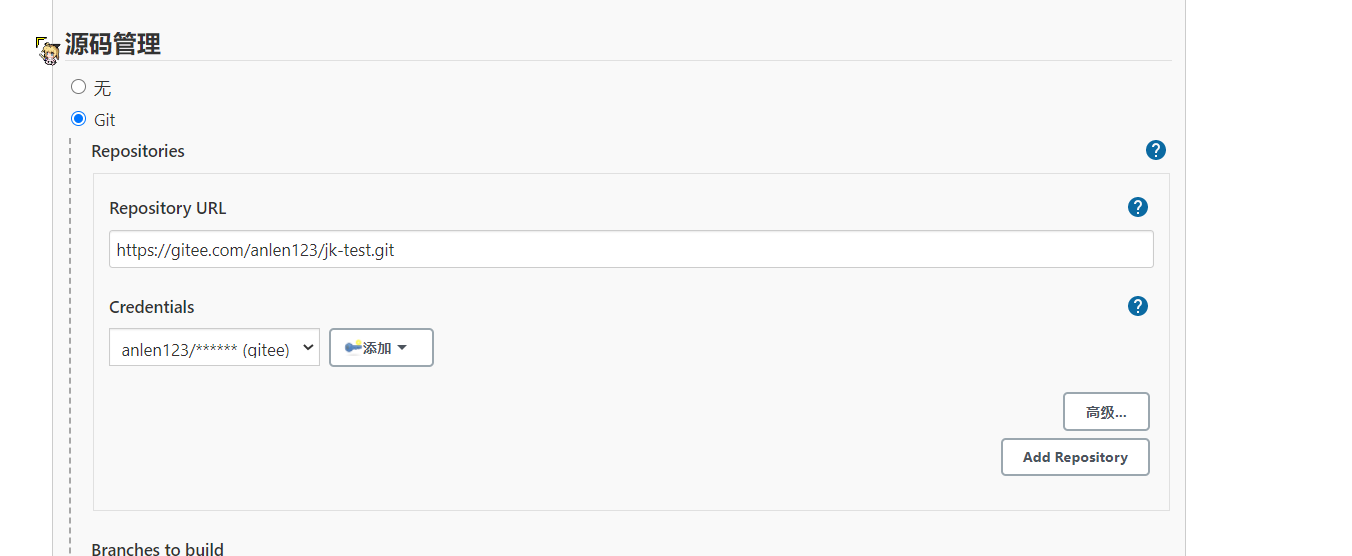 源码管理
无
Git
Repositories
Repository URL
https://gitee.com/anlen123/jk-test.git
Credentials
anlen123/****** (gitee)
添加
高级...
Add Repository
Branches to build